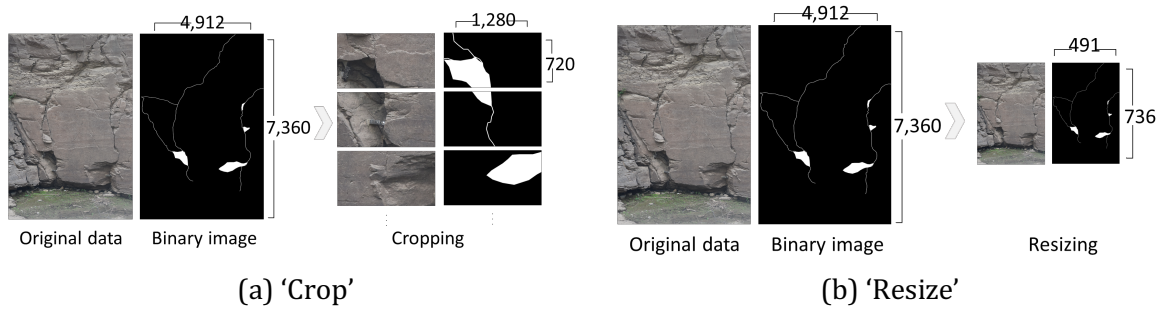 4,912
1,280
720
7,360
Original data
Binary image
Cropping
(a) ‘Crop’
4,912
491
7,360
736
Original data
Binary image
Resizing
(b) ‘Resize’